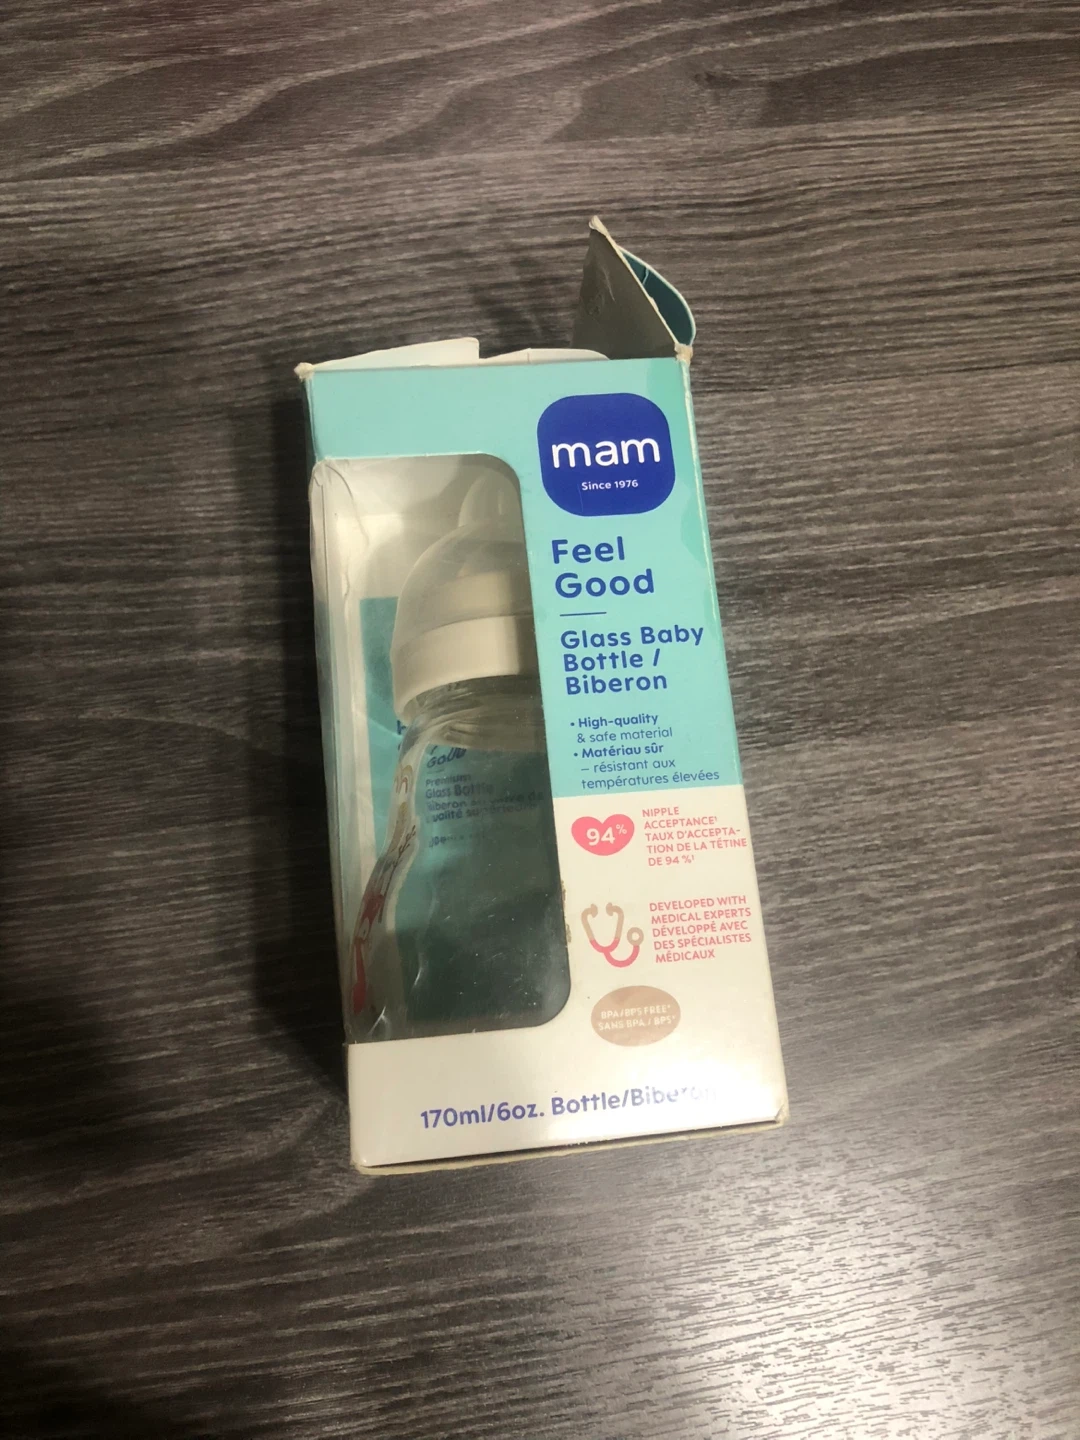 mam
Since 1976
Feel
Good
Glass Baby
Bottle /
Biberon
• High-quality
& safe material
• Matériau sûr
– résistant aux
températures élevées
94%
NIPPLE
ACCEPTANCE¹
TAUX D'ACCEPTA-
TION DE LA TÉTINE
DE 94 %¹
DEVELOPED WITH
MEDICAL EXPERTS
DÉVELOPPÉ AVEC
DES SPÉCIALISTES
MÉDICAUX
BPA/BPS FREE*
SANS BPA / BPS*
Good
Premium
Glass Bottle
170ml/6oz. Bottle/Biberon